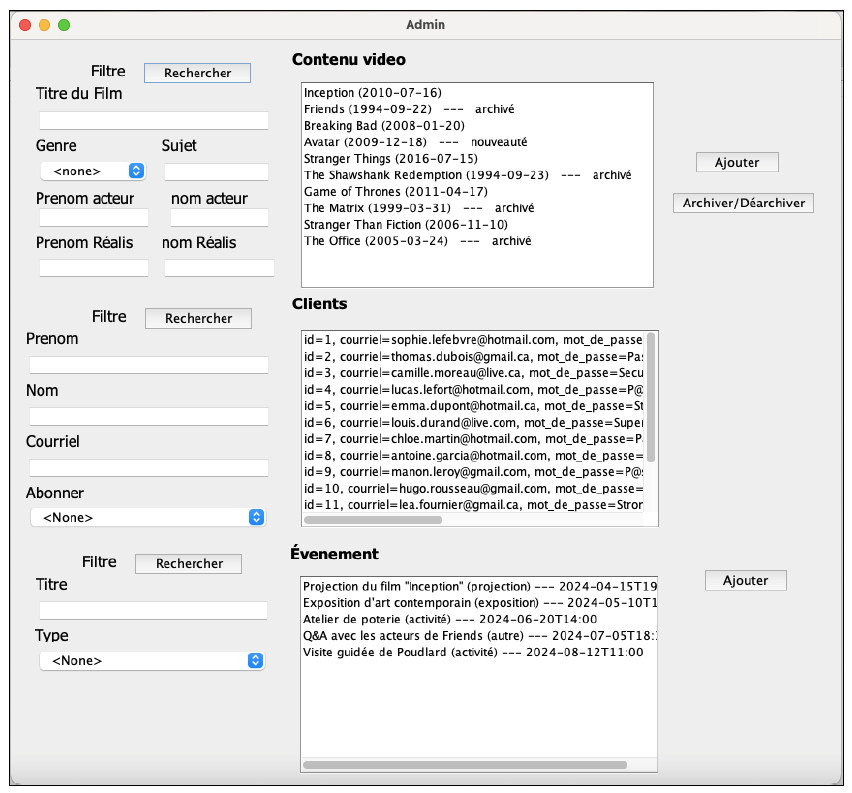 Admin
Filtre Rechercher
Titre du Film
Genre Sujet
<none>
Prenom acteur nom acteur
Prenom Réalis nom Réalis
Contenu video
Inception (2010-07-16)
Friends (1994-09-22) --- archivé
Breaking Bad (2008-01-20)
Avatar (2009-12-18) --- nouveauté
Stranger Things (2016-07-15)
The Shawshank Redemption (1994-09-23) --- archivé
Game of Thrones (2011-04-17)
The Matrix (1999-03-31) --- archivé
Stranger Than Fiction (2006-11-10)
The Office (2005-03-24) --- archivé
Ajouter
Archiver/Déarchiver
Filtre Rechercher
Prenom
Nom
Courriel
Abonner
<None>
Clients
id=1, courriel=sophie.lefebvre@hotmail.com, mot_de_passe
id=2, courriel=thomas.dubois@gmail.ca, mot_de_passe=Pas
id=3, courriel=camille.moreau@live.ca, mot_de_passe=Secu
id=4, courriel=lucas.lefort@hotmail.com, mot_de_passe=P@
id=5, courriel=emma.dupont@hotmail.ca, mot_de_passe=St
id=6, courriel=louis.durand@live.com, mot_de_passe=Super
id=7, courriel=chloe.martin@hotmail.com, mot_de_passe=P
id=8, courriel=antoine.garcia@hotmail.com, mot_de_passe=
id=9, courriel=manon.leroy@gmail.com, mot_de_passe=P@s
id=10, courriel=hugo.rousseau@gmail.com, mot_de_passe=
id=11, courriel=lea.fournier@gmail.ca, mot_de_passe=Stron
Filtre Rechercher
Titre
Type
<None>
Évenement
Projection du film "Inception" (projection) --- 2024-04-15T19
Exposition d'art contemporain (exposition) --- 2024-05-10T1
Atelier de poterie (activité) --- 2024-06-20T14:00
Q&A avec les acteurs de Friends (autre) --- 2024-07-05T18:
Visite guidée de Poudlard (activité) --- 2024-08-12T11:00
Ajouter